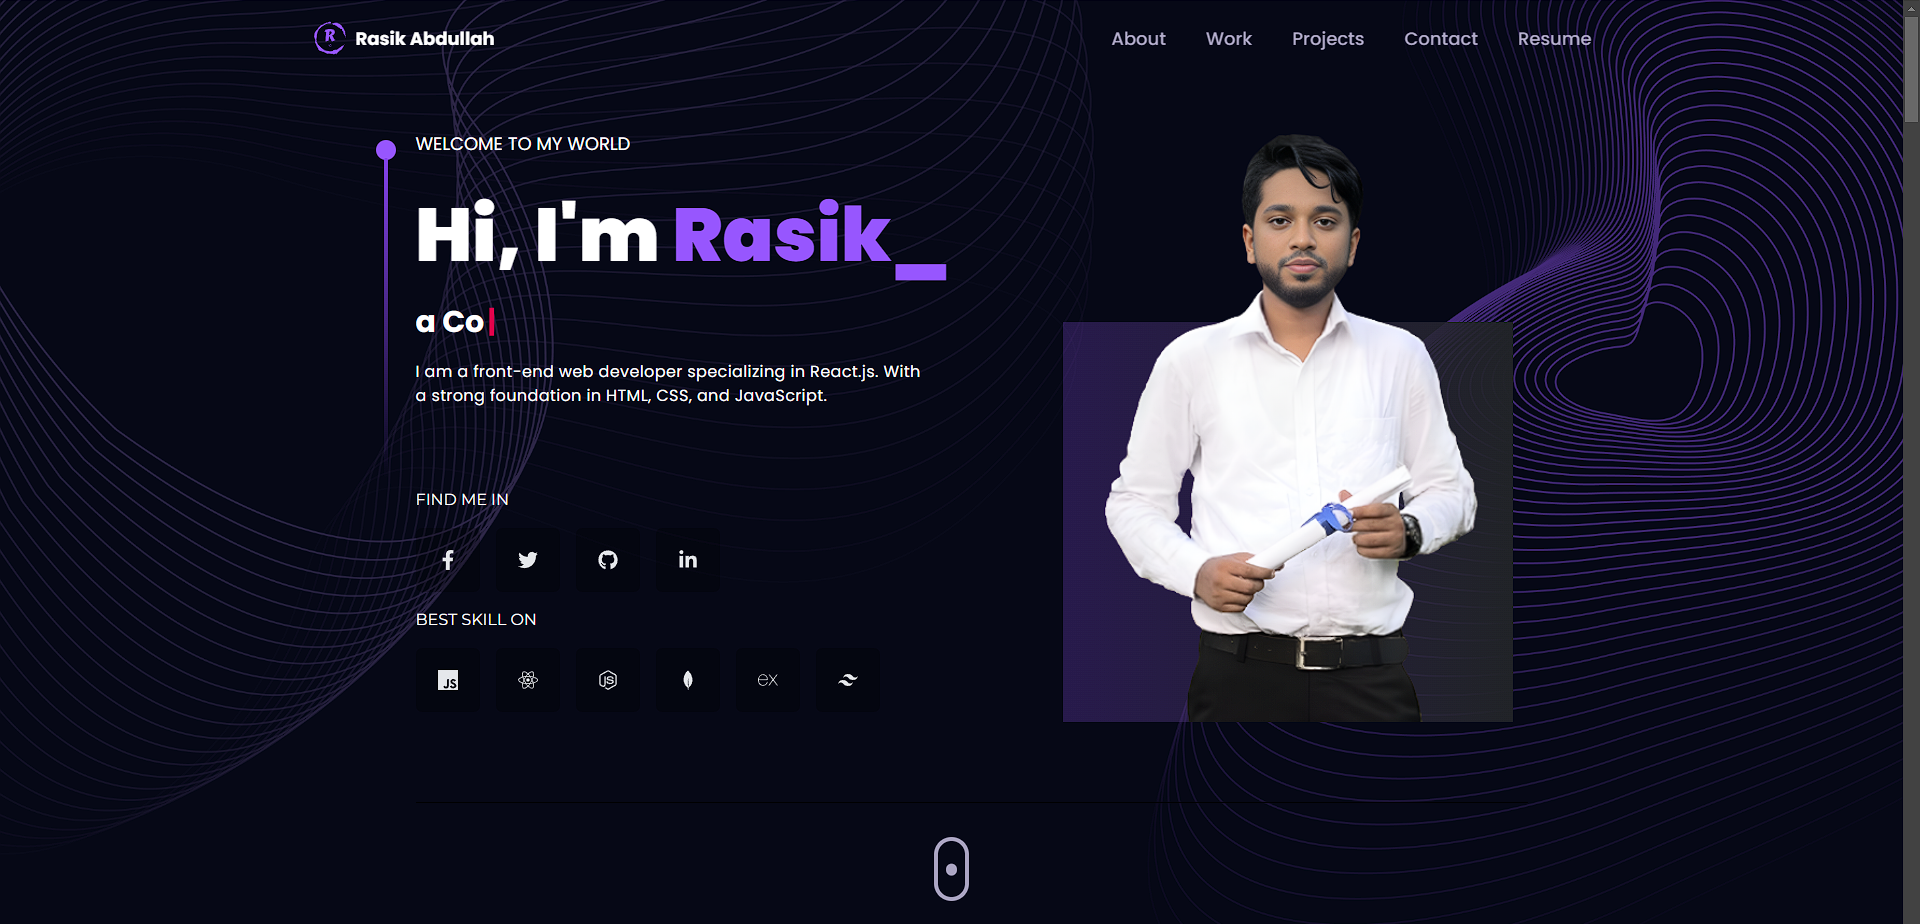 R
Rasik Abdullah
About
Work
Projects
Contact
Resume
WELCOME TO MY WORLD
Hi, I'm Rasik_
a Co
I am a front-end web developer specializing in React.js. With
a strong foundation in HTML, CSS, and JavaScript.
FIND ME IN
f
in
BEST SKILL ON
JS
JS
ex